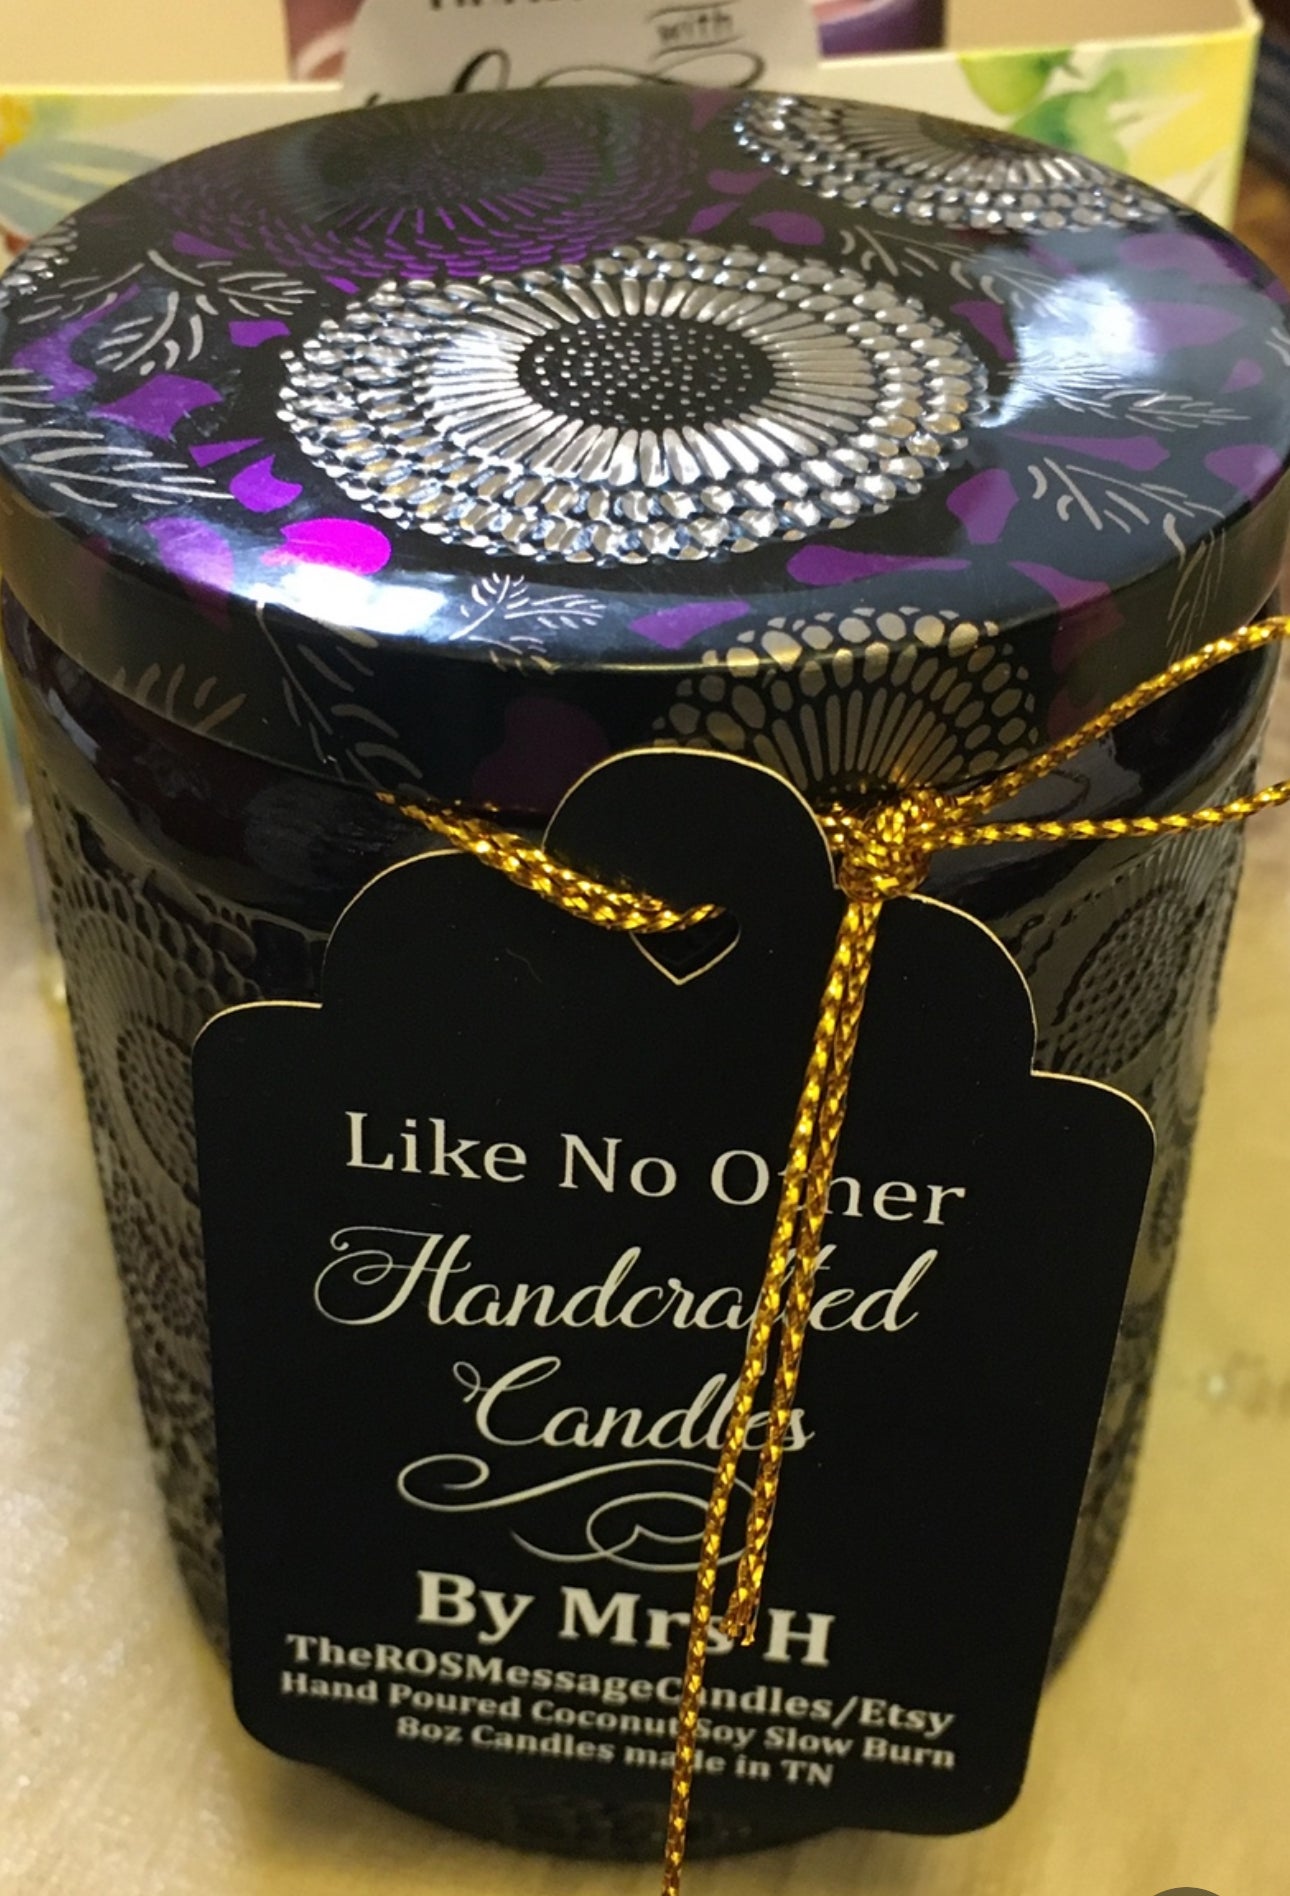 with
Like No Other
Handcrafted
Candles
By Mrs H
TheROSMessageCandles/Etsy
Hand Poured Coconut Soy Slow Burn
8oz Candles made in TN